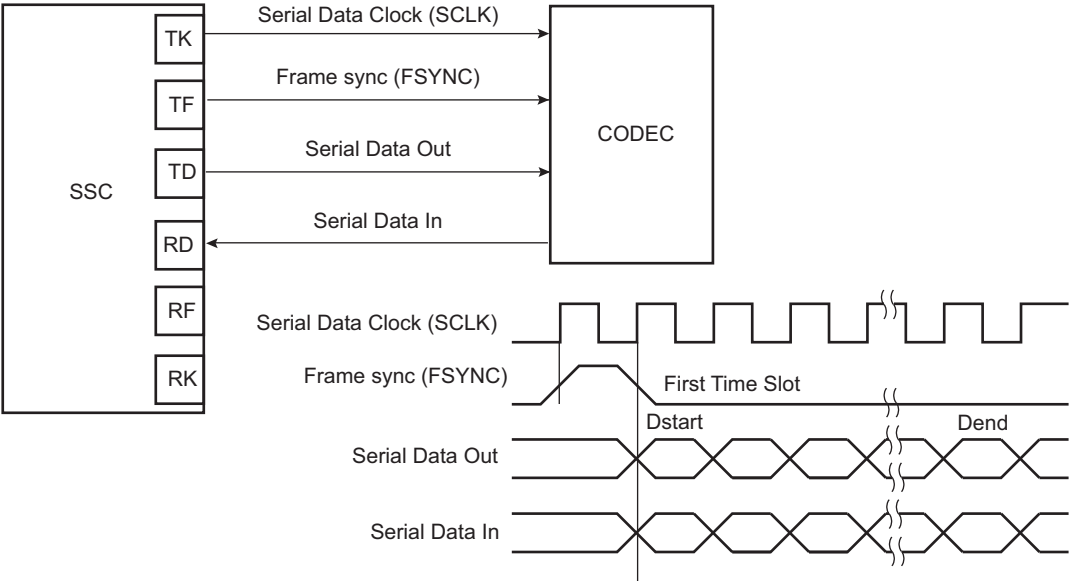 Serial Data Clock (SCLK)
TK
Frame sync (FSYNC)
TF
CODEC
Serial Data Out
TD
SSC
Serial Data In
RD
RF
Serial Data Clock (SCLK)
RK
Frame sync (FSYNC)
First Time Slot
Dstart
Dend
Serial Data Out
Serial Data In